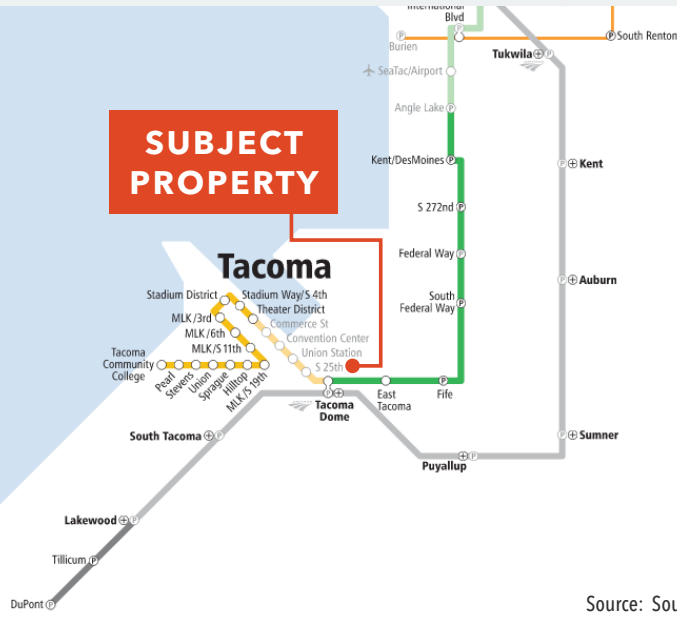 International
Blvd
P
P
Burien
P South Renton
Tukwila P
SeaTac/Airport
Angle Lake P
SUBJECT
PROPERTY
Kent/DesMoines P
P Kent
S 272nd P
Tacoma
Federal Way P
P Auburn
Stadium District
Stadium Way/S 4th
Theater District
South
Federal Way P
MLK/3rd
Commerce St
MLK/6th
Convention Center
MLK/S 11th
Union Station
Tacoma
Community
College
S 25th
Pearl
Stevens
Union
Sprague
Hilltop
MLK/S 19th
P
Tacoma
Dome
East
Tacoma
P
Fife
South Tacoma P
P Sumner
P
Puyallup
Lakewood P
Tillicum P
DuPont P
Source: Sou